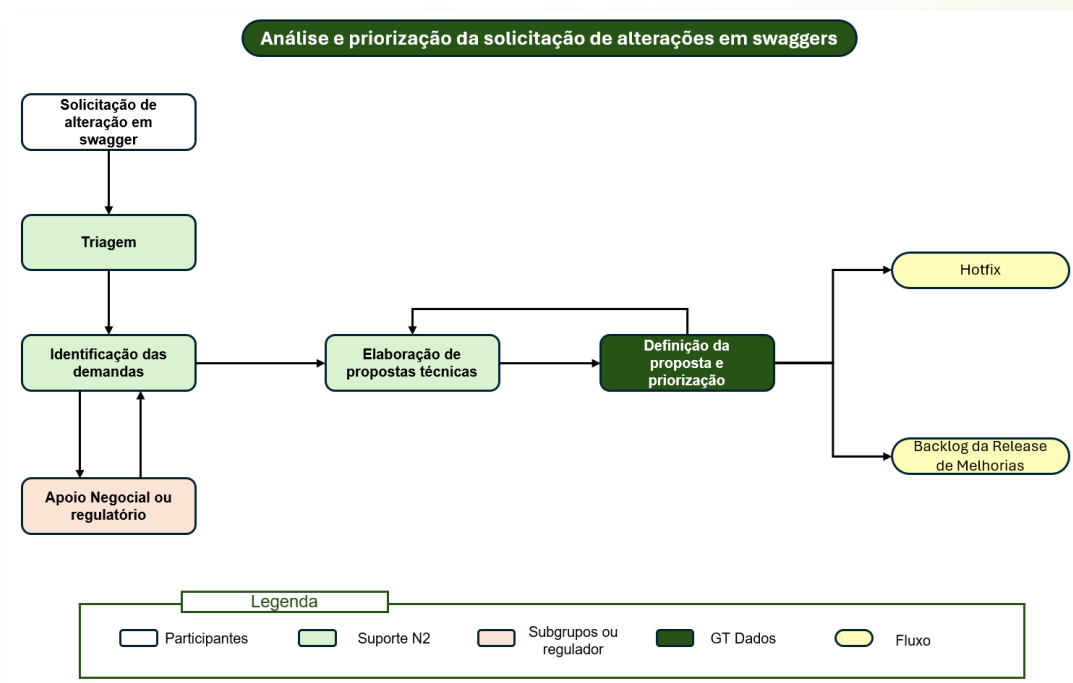 Análise e priorização da solicitação de alterações em swaggers
Solicitação de
alteração em
swagger
Triagem
Identificação das
demandas
Apoio Negocial ou
regulatório
Elaboração de
propostas técnicas
Definição da
proposta e
priorização
Hotfix
Backlog da Release
de Melhorias
Legenda
Participantes
Suporte N2
Subgrupos ou
regulador
GT Dados
Fluxo